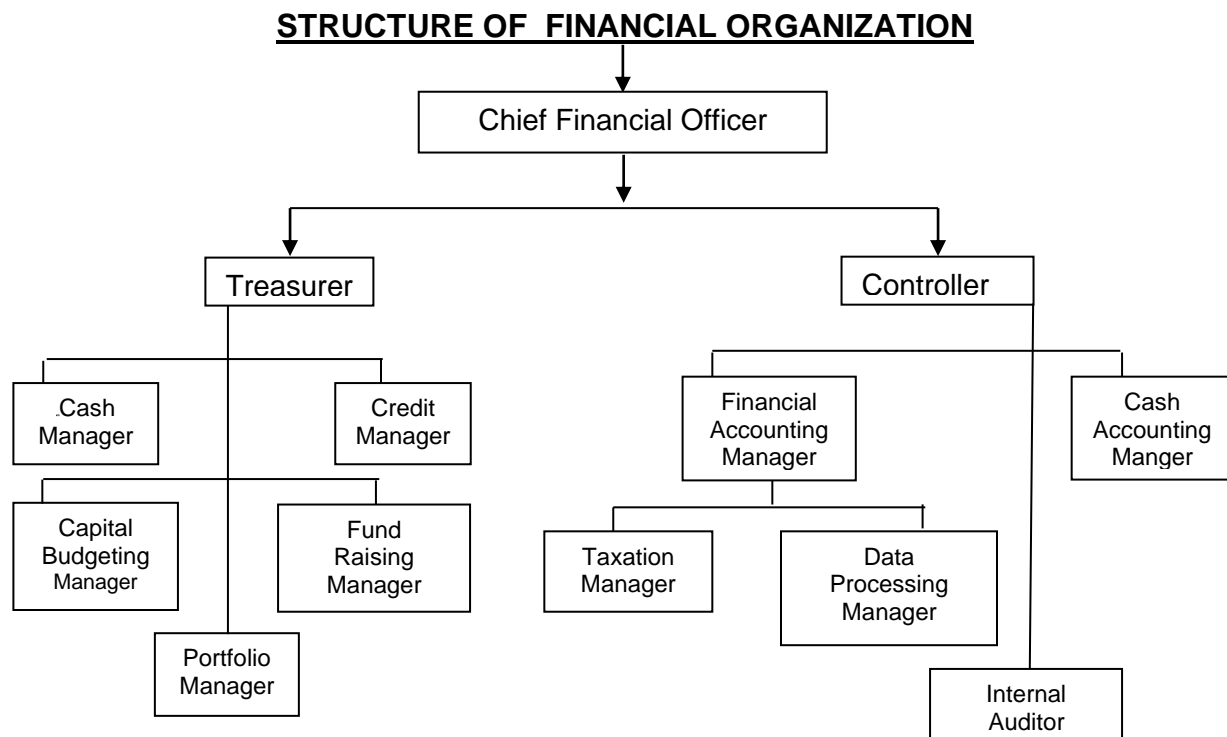 STRUCTURE OF FINANCIAL ORGANIZATION
Chief Financial Officer
Treasurer
Controller
Cash
Manager
Credit
Manager
Financial
Accounting
Manager
Cash
Accounting
Manger
Capital
Budgeting
Manager
Fund
Raising
Manager
Taxation
Manager
Data
Processing
Manager
Portfolio
Manager
Internal
Auditor